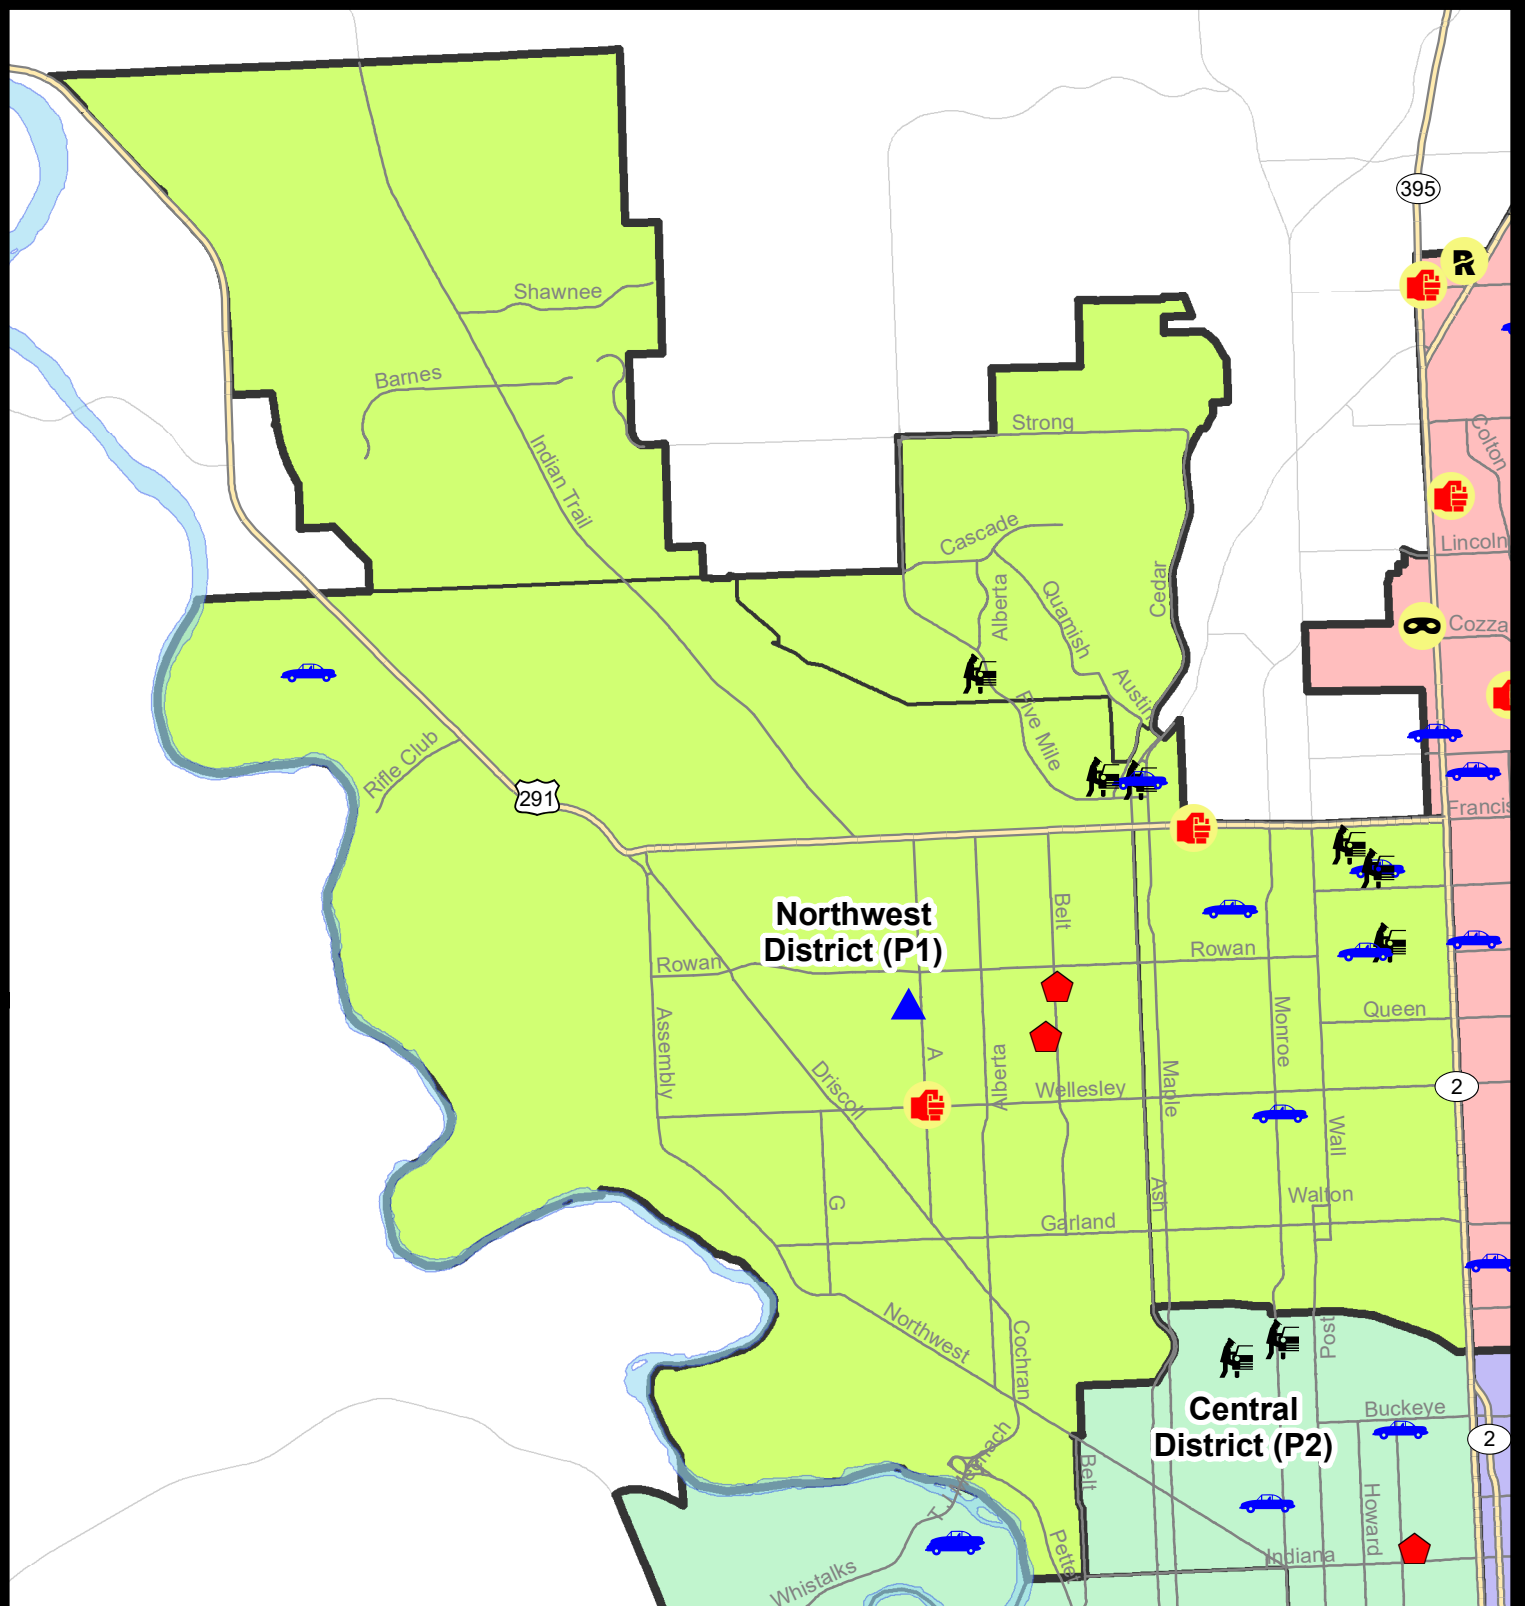 395
R
Shawnee
Barnes
Strong
Colton
Indian Trail
Cascade
Lincoln
Alberta
Quamish
Cedar
Cozza
Austin
Five Mile
Rifle Club
291
Francis
Northwest
District (P1)
Belt
Rowan
Rowan
Assembly
Queen
Monroe
A
Alberta
Driscoll
Wellesley
Maple
2
Wall
G
Ash
Walton
Garland
Northwest
Cochran
Post
Central
District (P2)
Buckeye
2
Belt
Howard
Indiana
Whistalks